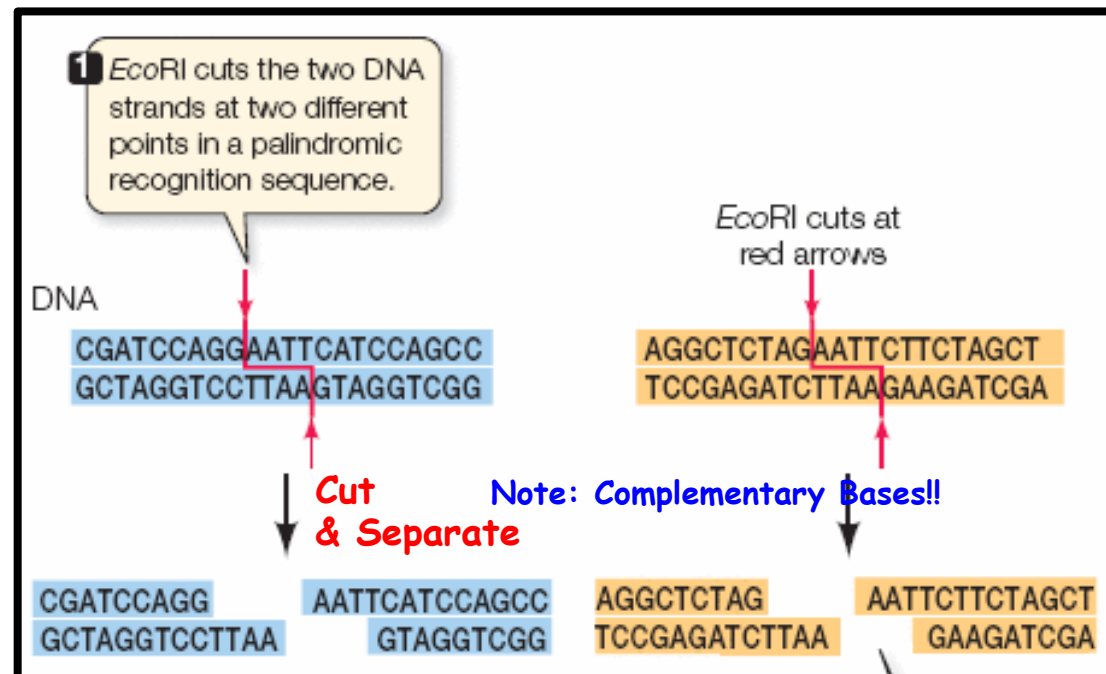 1 EcoRI cuts the two DNA
strands at two different
points in a palindromic
recognition sequence.
EcoRI cuts at
red arrows
DNA
CGATCCAGGAATTCATCCAGCC
GCTAGGTCCTTAAGTAGGTCGG
AGGCTCTAGAATTCTTCTAGCT
TCCGAGATCTTAAGAAGATCGA
Cut
& Separate
Note: Complementary Bases!!
CGATCCAGG
GCTAGGTCCTTAA
AATTCATCCAGCC
GTAGGTCGG
AGGCTCTAG
TCCGAGATCTTAA
AATTCTTCTAGCT
GAAGATCGA